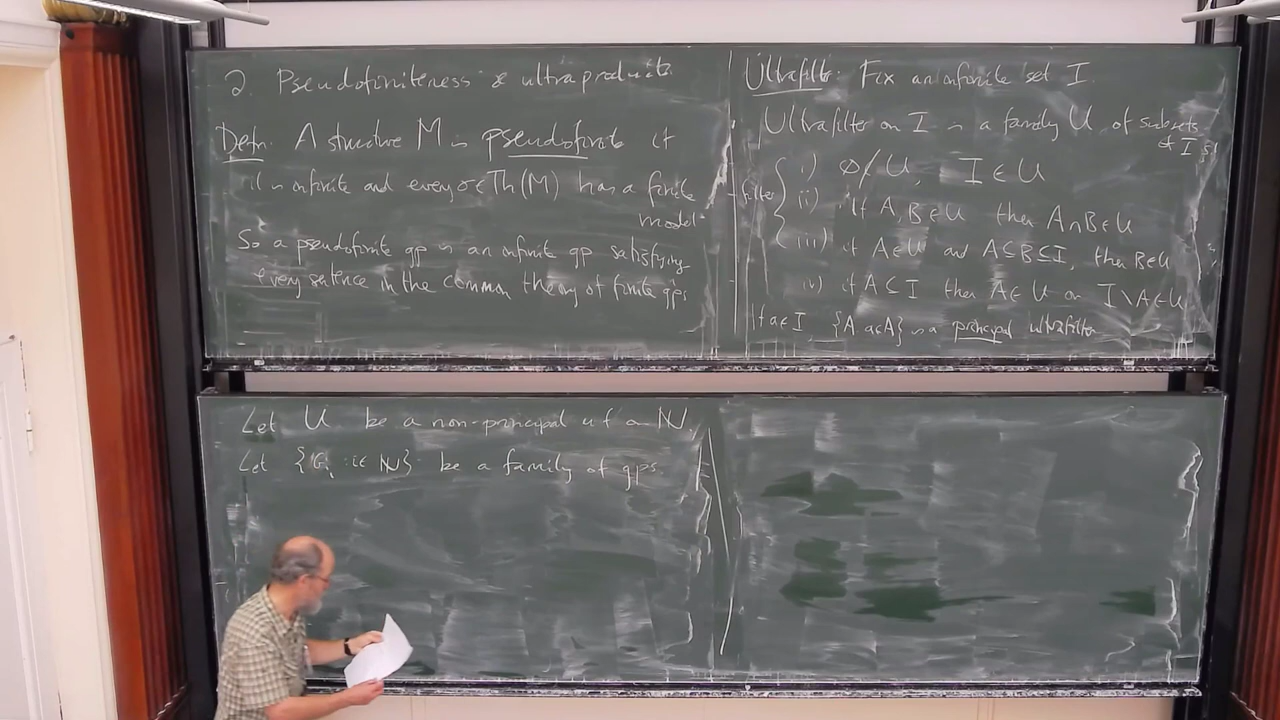 2. Pseudofiniteness & ultraproducts
Defn. A structure M is pseudofinite if
it is infinite and every σ ∈ Th(M) has a finite
model
So a pseudofinite gp is an infinite gp satisfying
every sentence in the common theory of finite gps
Ultrafilter: Fix an infinite set I.
Ultrafilter on I is a family U of subsets
of I st
filter { i) ∅ ∉ U, I ∈ U
ii) if A, B ∈ U then A∩B ∈ U
iii) if A ∈ U and A ⊆ B ⊆ I, then B ∈ U
iv) if A ⊆ I then A ∈ U or I \ A ∈ U
If a ∈ I {A : a ∈ A} is a principal ultrafilter
Let U be a non-principal uf on N.
Let {G_i : i ∈ N} be a family of gps